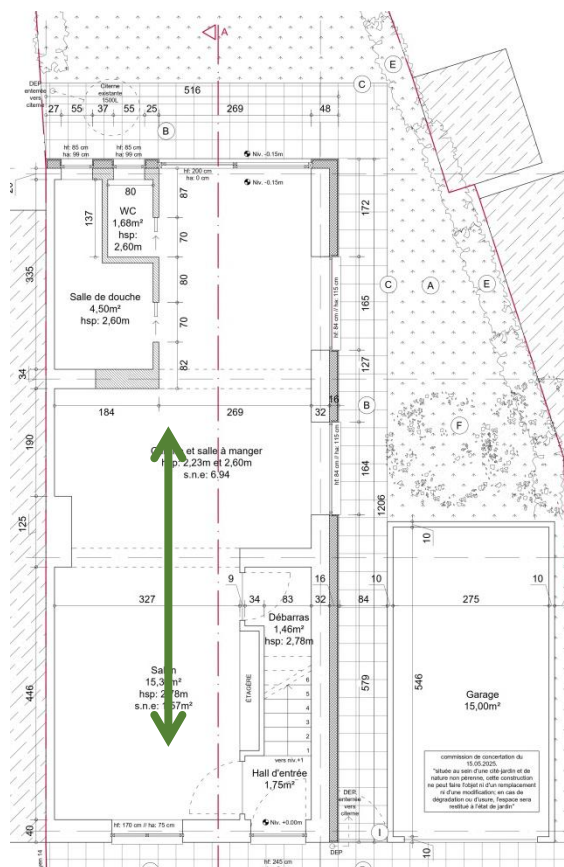 A
E
DEP
enterrée
vers
citerne
Citerne
existante
1500L
516
C
27 55 37 25 269 48
B
hf: 85 cm
ha: 99 cm
hf: 85 cm
ha: 99 cm
Niv. -0.15m
hf: 200 cm
ha: 0 cm
Niv. -0.15m
80
87
137
WC
1,68m²
hsp:
2,60m
172
70
335
80
C
A
E
Salle de douche
4,50m²
hsp: 2,60m
hf: 84 cm // ha: 115 cm
165
70
82
127
34
16
184 269 32
B
190
F
et salle à manger
hsp: 2,23m et 2,60m
s.n.e: 6.94
hf: 84 cm // ha: 115 cm
164
125
1206
10
9 16 10 10
327 34 83 32 84 275
Débarras
1,46m²
hsp: 2,78m
446
ÉTAGÈRE
6
5
4
3
2
1
579
546
Garage
15,00m²
vers niv.+1
Hall d'entrée
1,75m²
commission de concertation du
15.05.2025.
"située au sein d'une cité-jardin et de
nature non pérenne, cette construction
ne peut faire l'objet ni d'un remplacement
ni d'une modification; en cas de
dégradation ou d'usure, l'espace sera
restitué à l'état de jardin"
DEP
enterrée
vers
citerne
hf: 170 cm // ha: 75 cm
Niv. +0.00m
40
I
10
DEP
hf: 245 cm